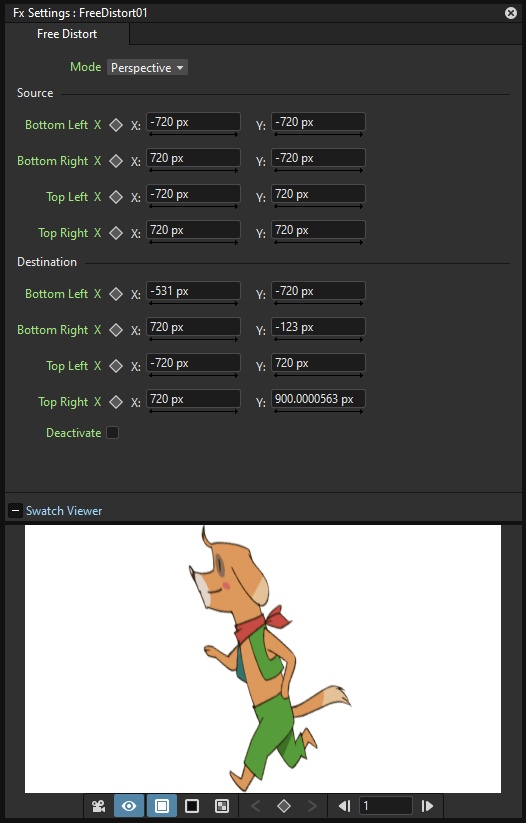 Fx Settings : FreeDistort01
Free Distort
Mode Perspective
Source
Bottom Left X X: -720 px Y: -720 px
Bottom Right X X: 720 px Y: -720 px
Top Left X X: -720 px Y: 720 px
Top Right X X: 720 px Y: 720 px
Destination
Bottom Left X X: -531 px Y: -720 px
Bottom Right X X: 720 px Y: -123 px
Top Left X X: -720 px Y: 720 px
Top Right X X: 720 px Y: 900.0000563 px
Deactivate
Swatch Viewer
1